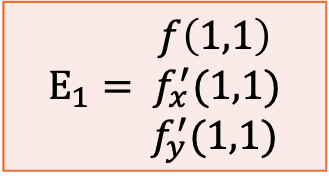 f(1,1)
E₁ = f′ₓ(1,1)
f′ᵧ(1,1)